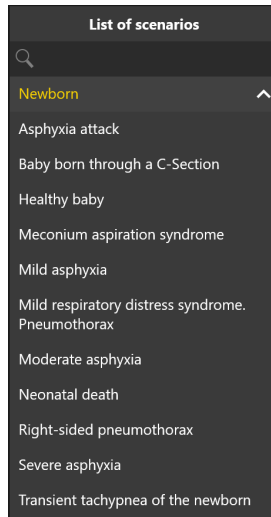 List of scenarios
Newborn
Asphyxia attack
Baby born through a C-Section
Healthy baby
Meconium aspiration syndrome
Mild asphyxia
Mild respiratory distress syndrome.
Pneumothorax
Moderate asphyxia
Neonatal death
Right-sided pneumothorax
Severe asphyxia
Transient tachypnea of the newborn